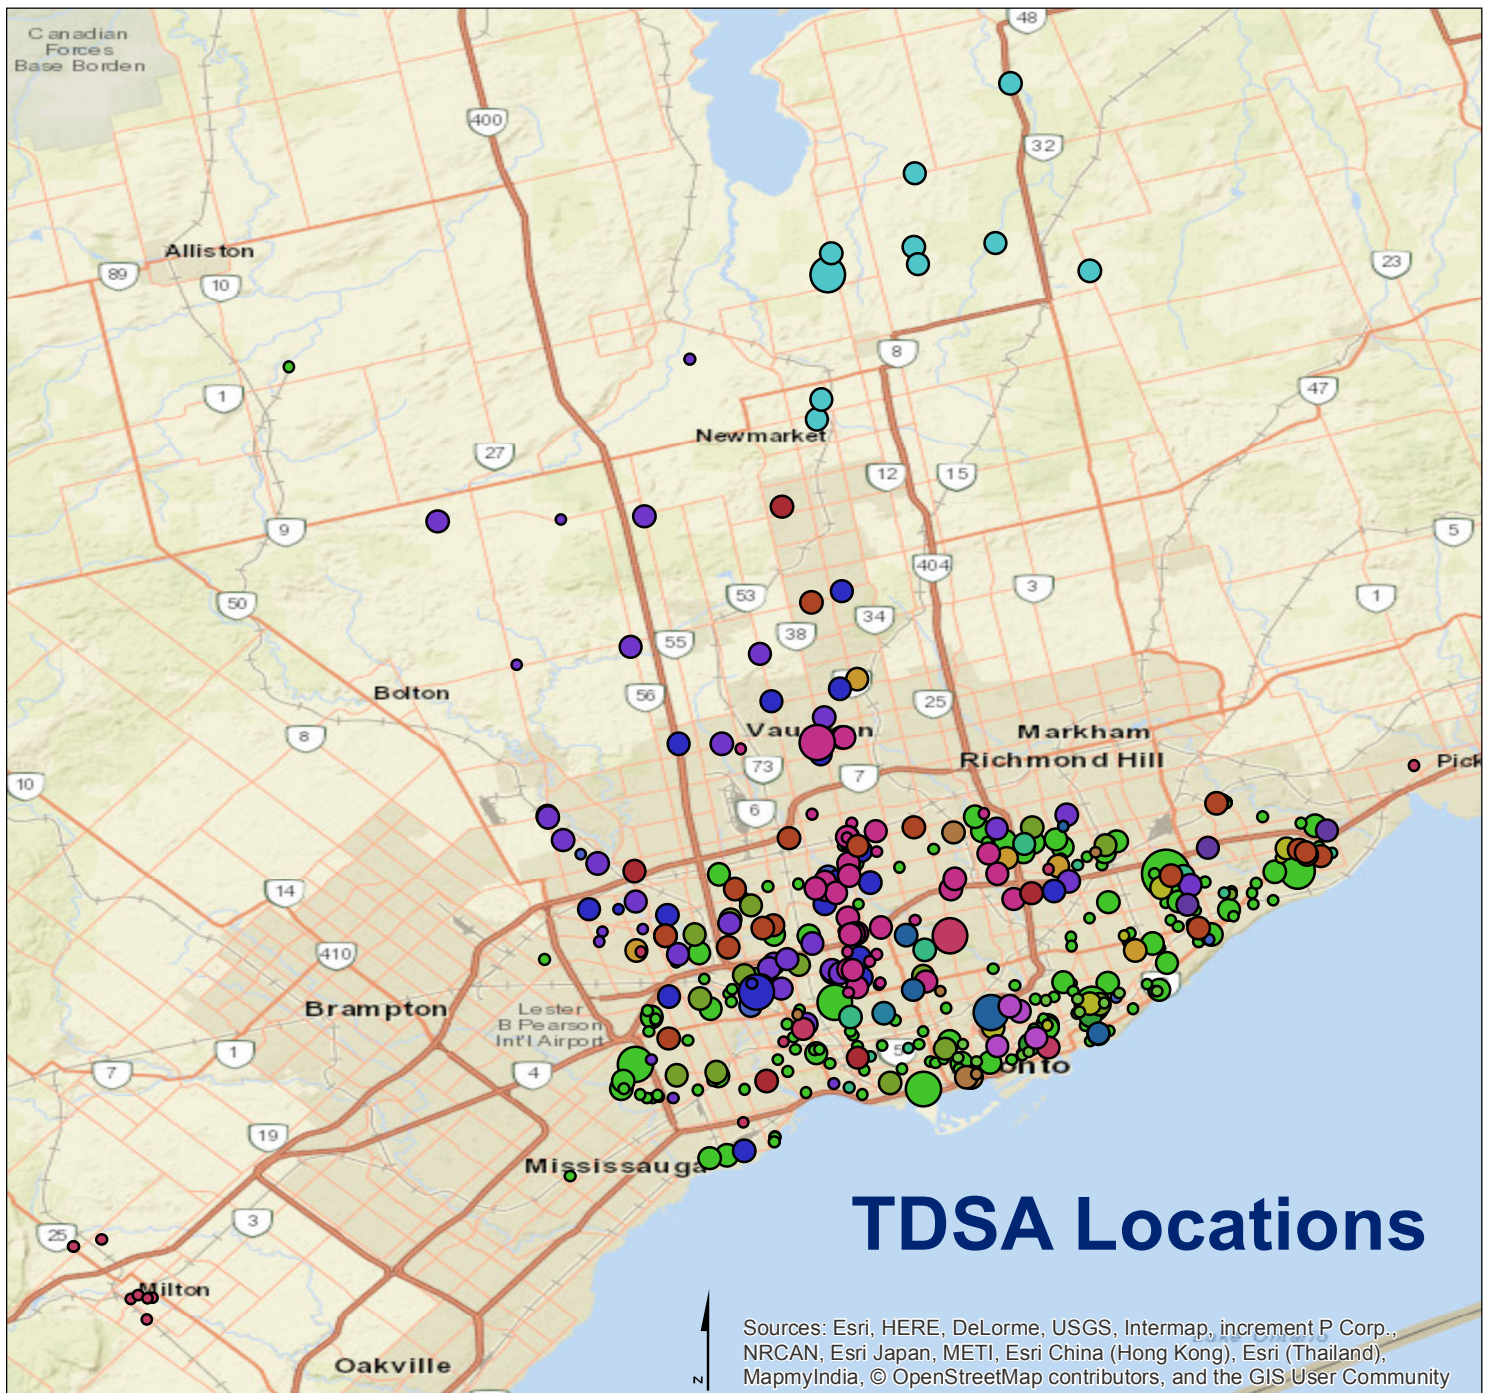 48
Canadian
Forces
Base Borden
400
32
Alliston
89
10
23
8
1
47
Newmarket
27
12
15
9
5
404
53
3
1
50
34
38
55
Bolton
56
25
8
Vau n
Markham
Richmond Hill
73
7
Pick
10
6
14
410
Brampton
Lester
B Pearson
Int'l Airport
1
5
7
4
onto
19
Mississauga
TDSA Locations
3
25
Milton
Sources: Esri, HERE, DeLorme, USGS, Intermap, increment P Corp.,
NRCAN, Esri Japan, METI, Esri China (Hong Kong), Esri (Thailand),
MapmyIndia, © OpenStreetMap contributors, and the GIS User Community
Lake Ontario
Oakville
N